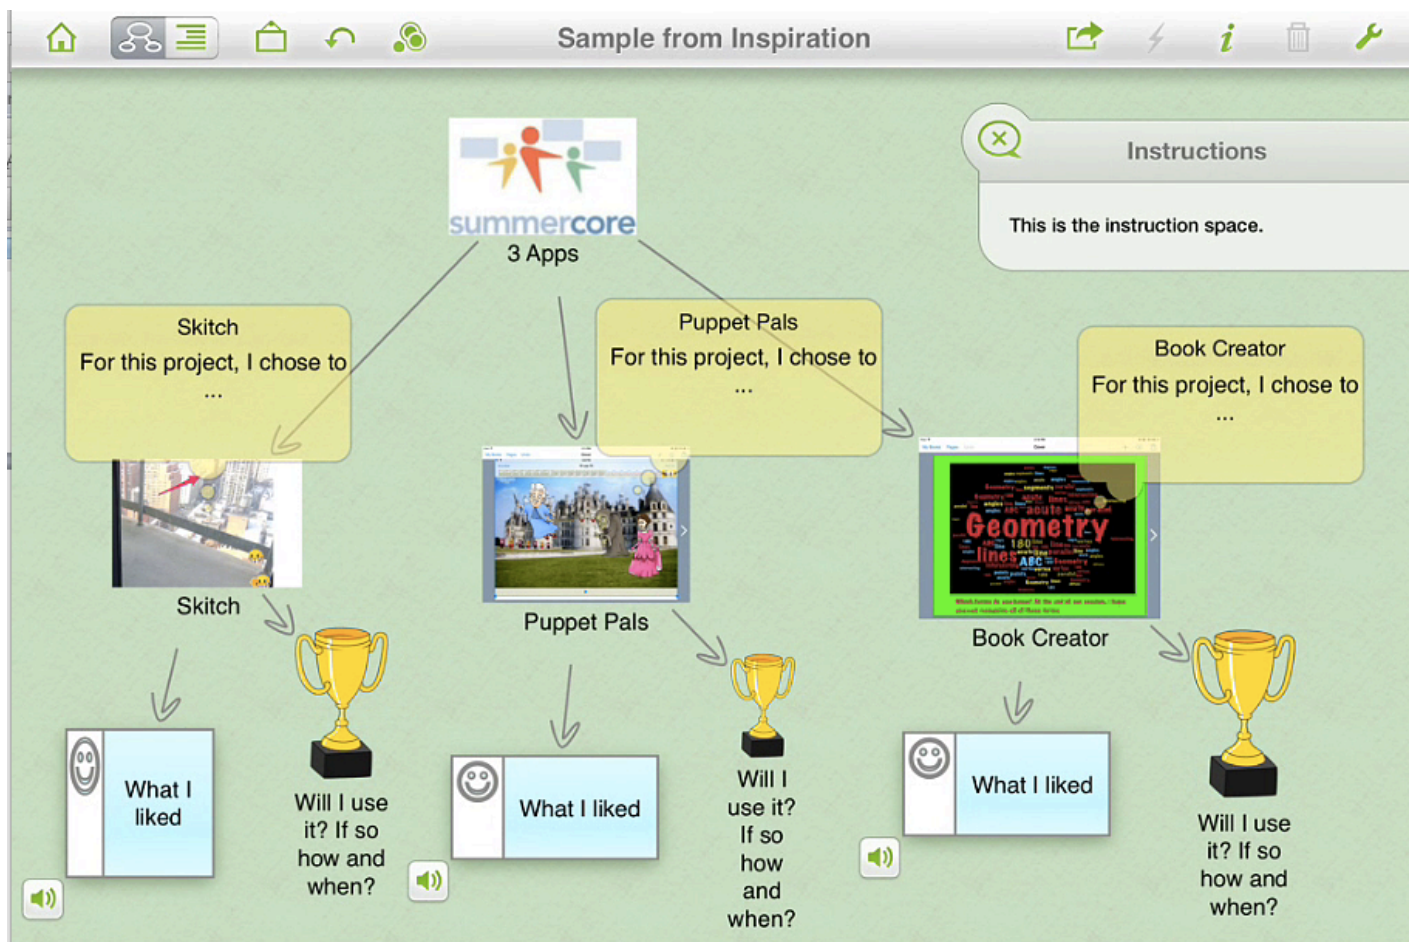 Sample from Inspiration
Instructions
This is the instruction space.
summercore
3 Apps
Skitch
For this project, I chose to
...
Puppet Pals
For this project, I chose to
...
Book Creator
For this project, I chose to
...
Geometry
lines
180
ABC
acute
Skitch
Puppet Pals
Book Creator
What I
liked
Will I use
it? If so
how and
when?
What I liked
Will I
use it?
If so
how
and
when?
What I liked
Will I use
it? If so
how and
when?